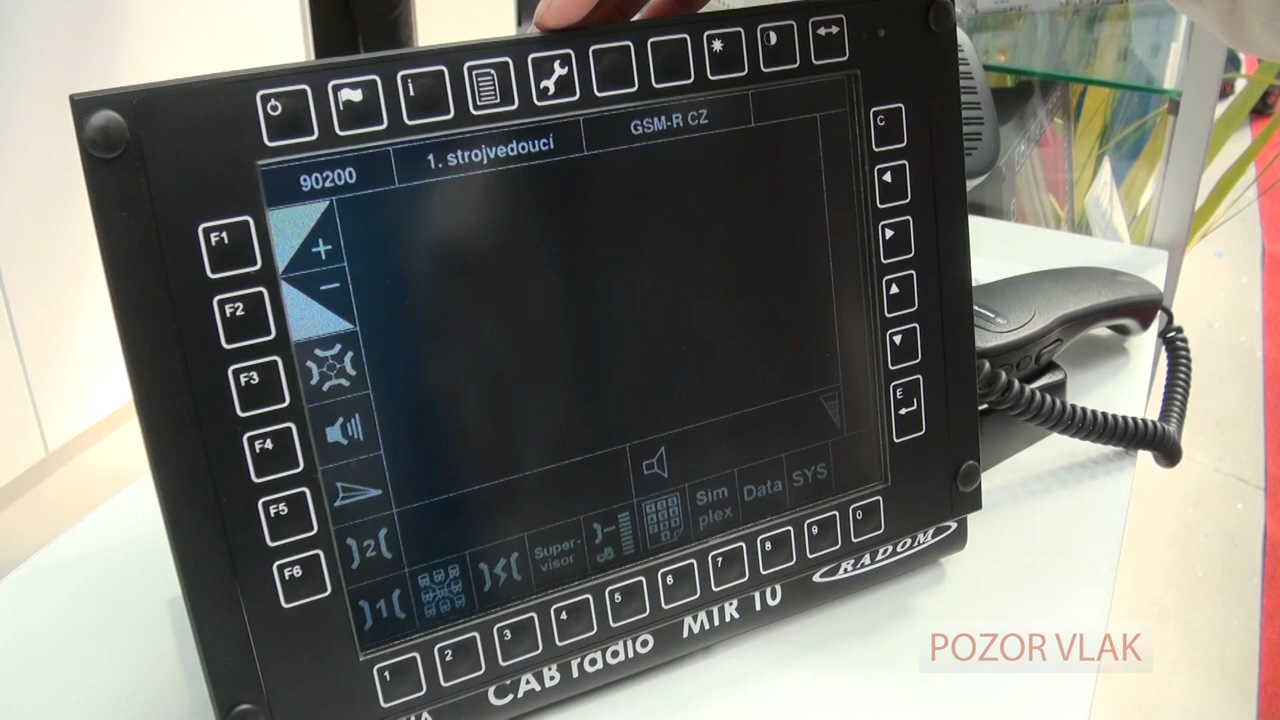 i
90200 1. strojvedoucí GSM-R CZ
C
F1
+
F2
−
F3
F4
F5
F6
E
)2(
)1( Super-visor Sim plex Data SYS
1 2 3 4 5 6 7 8 9 0
CAB radio MTR 10 RADOM
POZOR VLAK